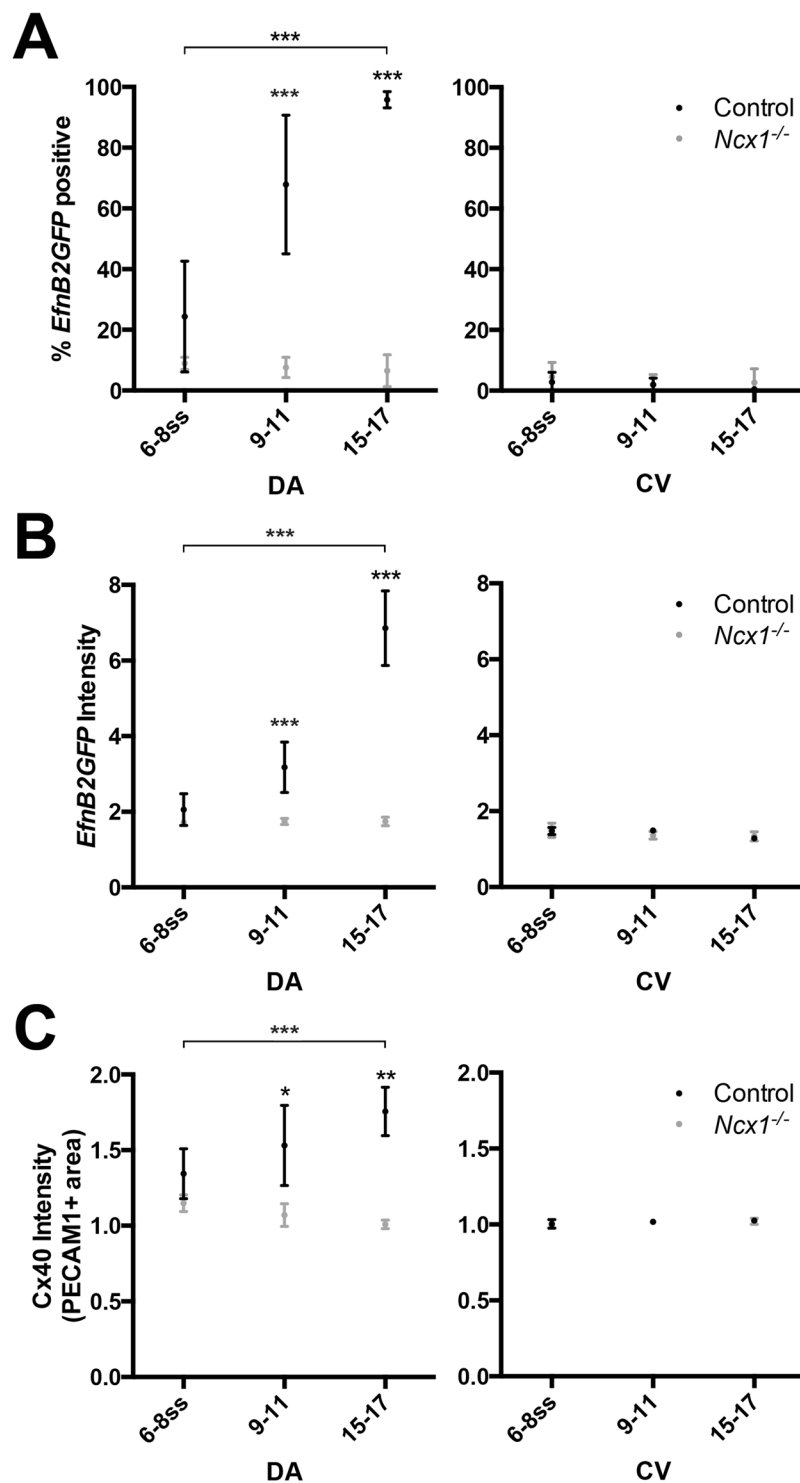 A
***
***
***
100
80
60
40
20
0
% EfnB2GFP positive
6-8ss
9-11
15-17
DA
100
80
60
40
20
0
Control
Ncx1-/-
6-8ss
9-11
15-17
CV
B
***
***
***
8
6
4
2
0
EfnB2GFP Intensity
6-8ss
9-11
15-17
DA
8
6
4
2
0
Control
Ncx1-/-
6-8ss
9-11
15-17
CV
C
***
*
**
2.0
1.5
1.0
0.5
0.0
Cx40 Intensity
(PECAM1+ area)
6-8ss
9-11
15-17
DA
2.0
1.5
1.0
0.5
0.0
Control
Ncx1-/-
6-8ss
9-11
15-17
CV